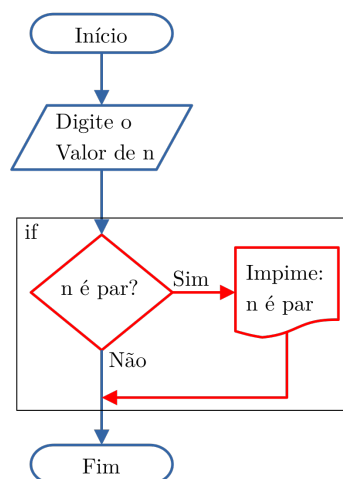 Início
Digite o
Valor de n
if
n é par?
Sim
Impime:
n é par
Não
Fim